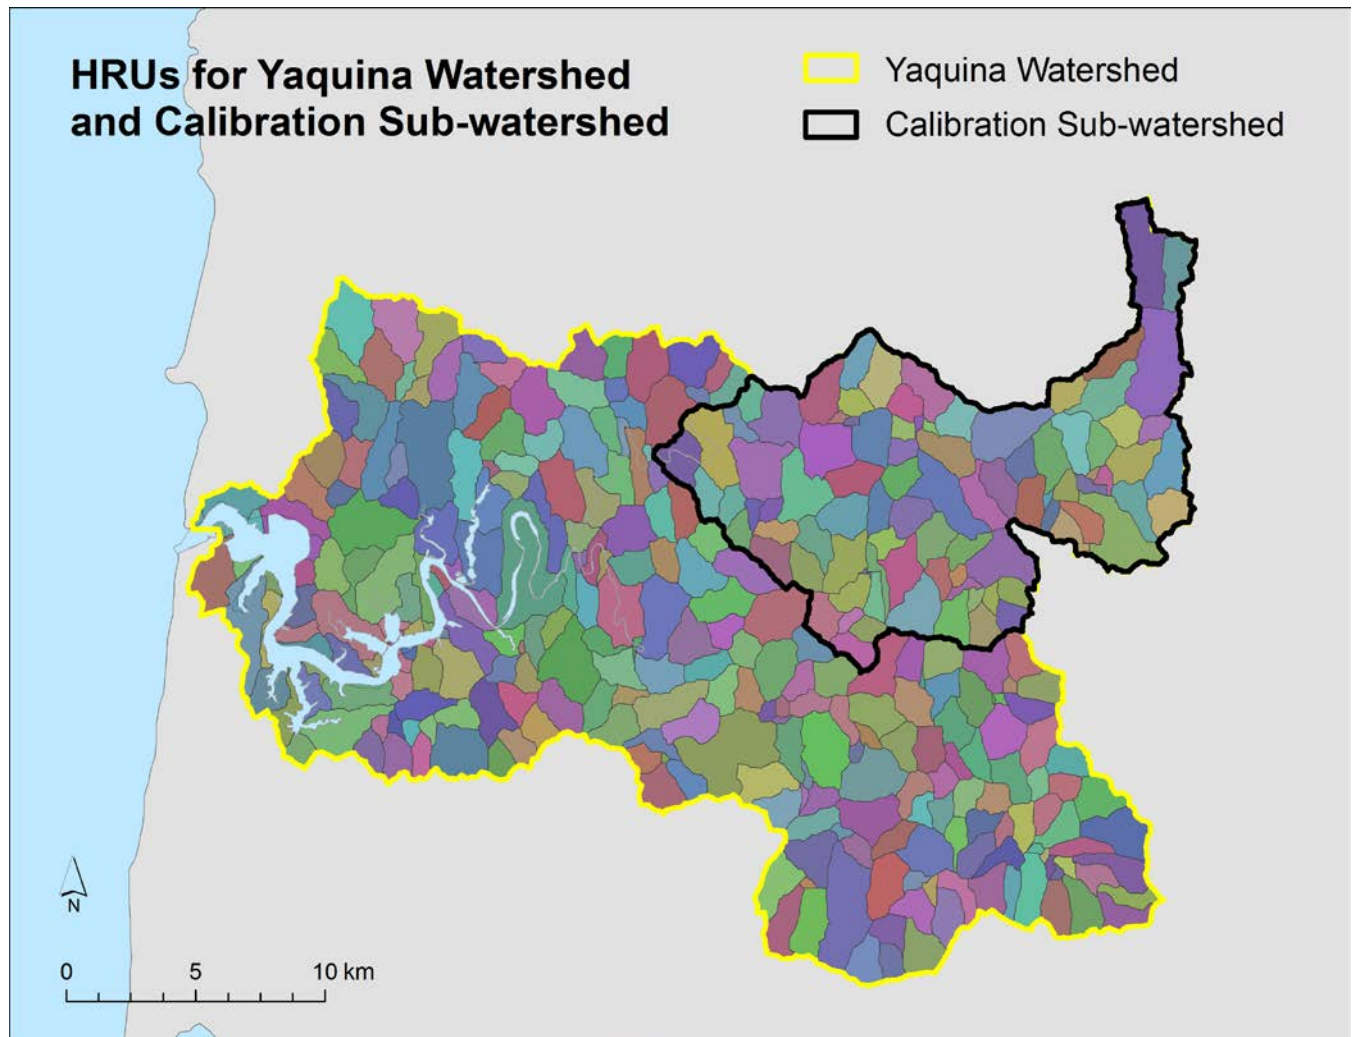 HRUs for Yaquina Watershed
and Calibration Sub-watershed
Yaquina Watershed
Calibration Sub-watershed
N
0 5 10 km